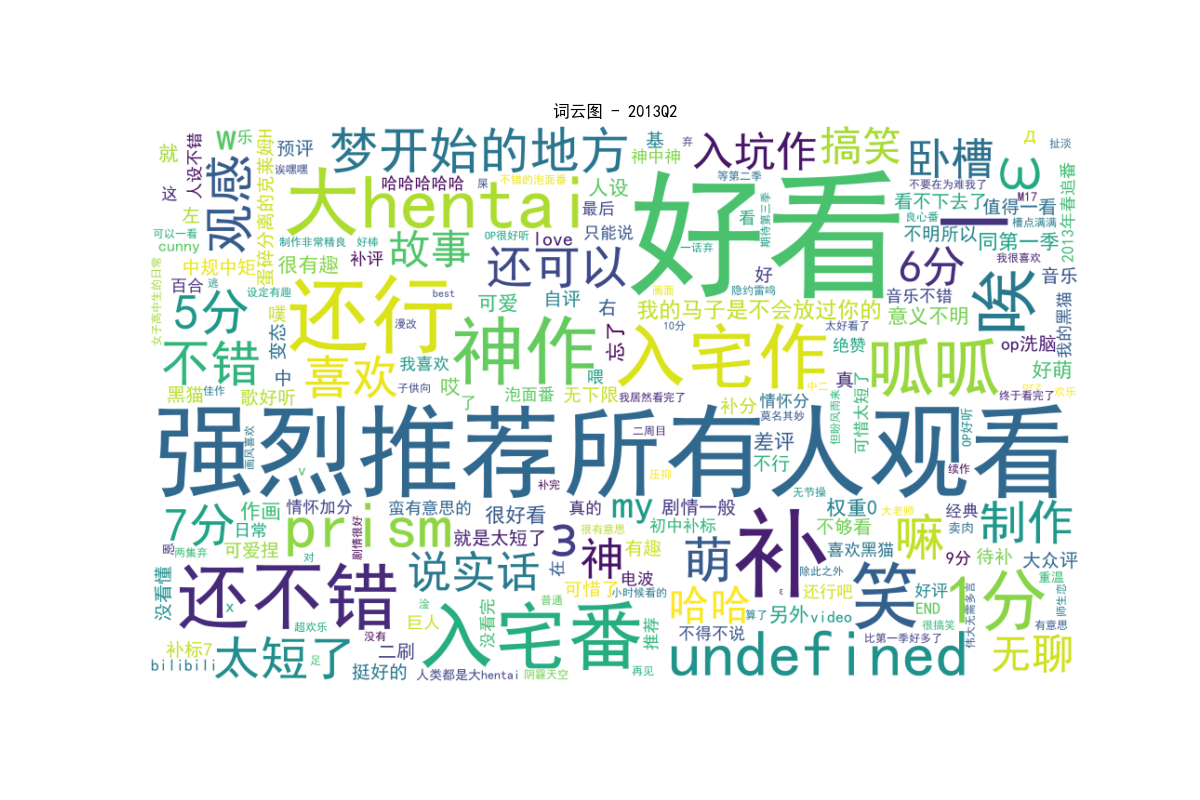 词云图 - 2013Q2
梦开始的地方
入坑作
搞笑
卧槽
3
Д
扯淡
弃
基
神中神
预评
W
乐
就
这
人设不错
诶嘿嘿
观感
蛋碎分离的克莱姆H
哈哈哈哈哈
屎
不错的泡面番
人设
等第二季
不要在为难我了
M17
看不下去了
值得一看
2013年春追番
大hentai
好看
一
最后
看
期待第三季
良心番
槽点满满
左
可以一看
cunny
制作非常精良
好棒
OP很好听
love
只能说
一话弃
不明所以
同第一季
故事
还可以
6分
唉
我很喜欢
中规中矩
很有趣
补评
好
音乐
百合
女子高中生的日常
逃
设定有趣
还行
best
可爱
自评
右
画面
隐约雷鸣
音乐不错
我的黑猫
5分
噗
漫改
神作
我的马子是不会放过你的
意义不明
10分
太好看了
不错
变态
喜欢
我喜欢
忘了
入宅作
绝赞
呱呱
op洗脑
好萌
黑猫
佳作
歌好听
中
子供向
哎
了
泡面番
喂
无下限
我居然看完了
补分
情怀分
中二
真
orz
终于看完了
欢乐
强烈推荐所有人观看
画风喜欢
二周目
莫名其妙
但盼风雨来
可惜太短了
OP好听
差评
不行
v
补完
压抑
无节操
续作
7分
作画
日常
情怀加分
蛮有意思的
很好看
真的
my
剧情一般
权重0
大老师
经典
卖肉
制作
prism
剧情很好
就是太短了
3
很有意思
初中补标
补
不够看
嘛
恩
两集弃
可爱捏
对
说实话
在
神
有趣
萌
喜欢黑猫
9分
待补
大众评
没看懂
还不错
可惜了
电波
小时候看的
除此之外
还行吧
笑
好评
1分
重温
师生恋
x
淦
普通
哈哈
ε
算了
另外
video
END
超欢乐
没有
巨人
入宅番
没看完
推荐
不得不说
很搞笑
伟大无需多言
有意思
补标7
太短了
二刷
比第一季好多了
无聊
bilibili
足
挺好的
人类都是大hentai
阴霾天空
再见
undefined